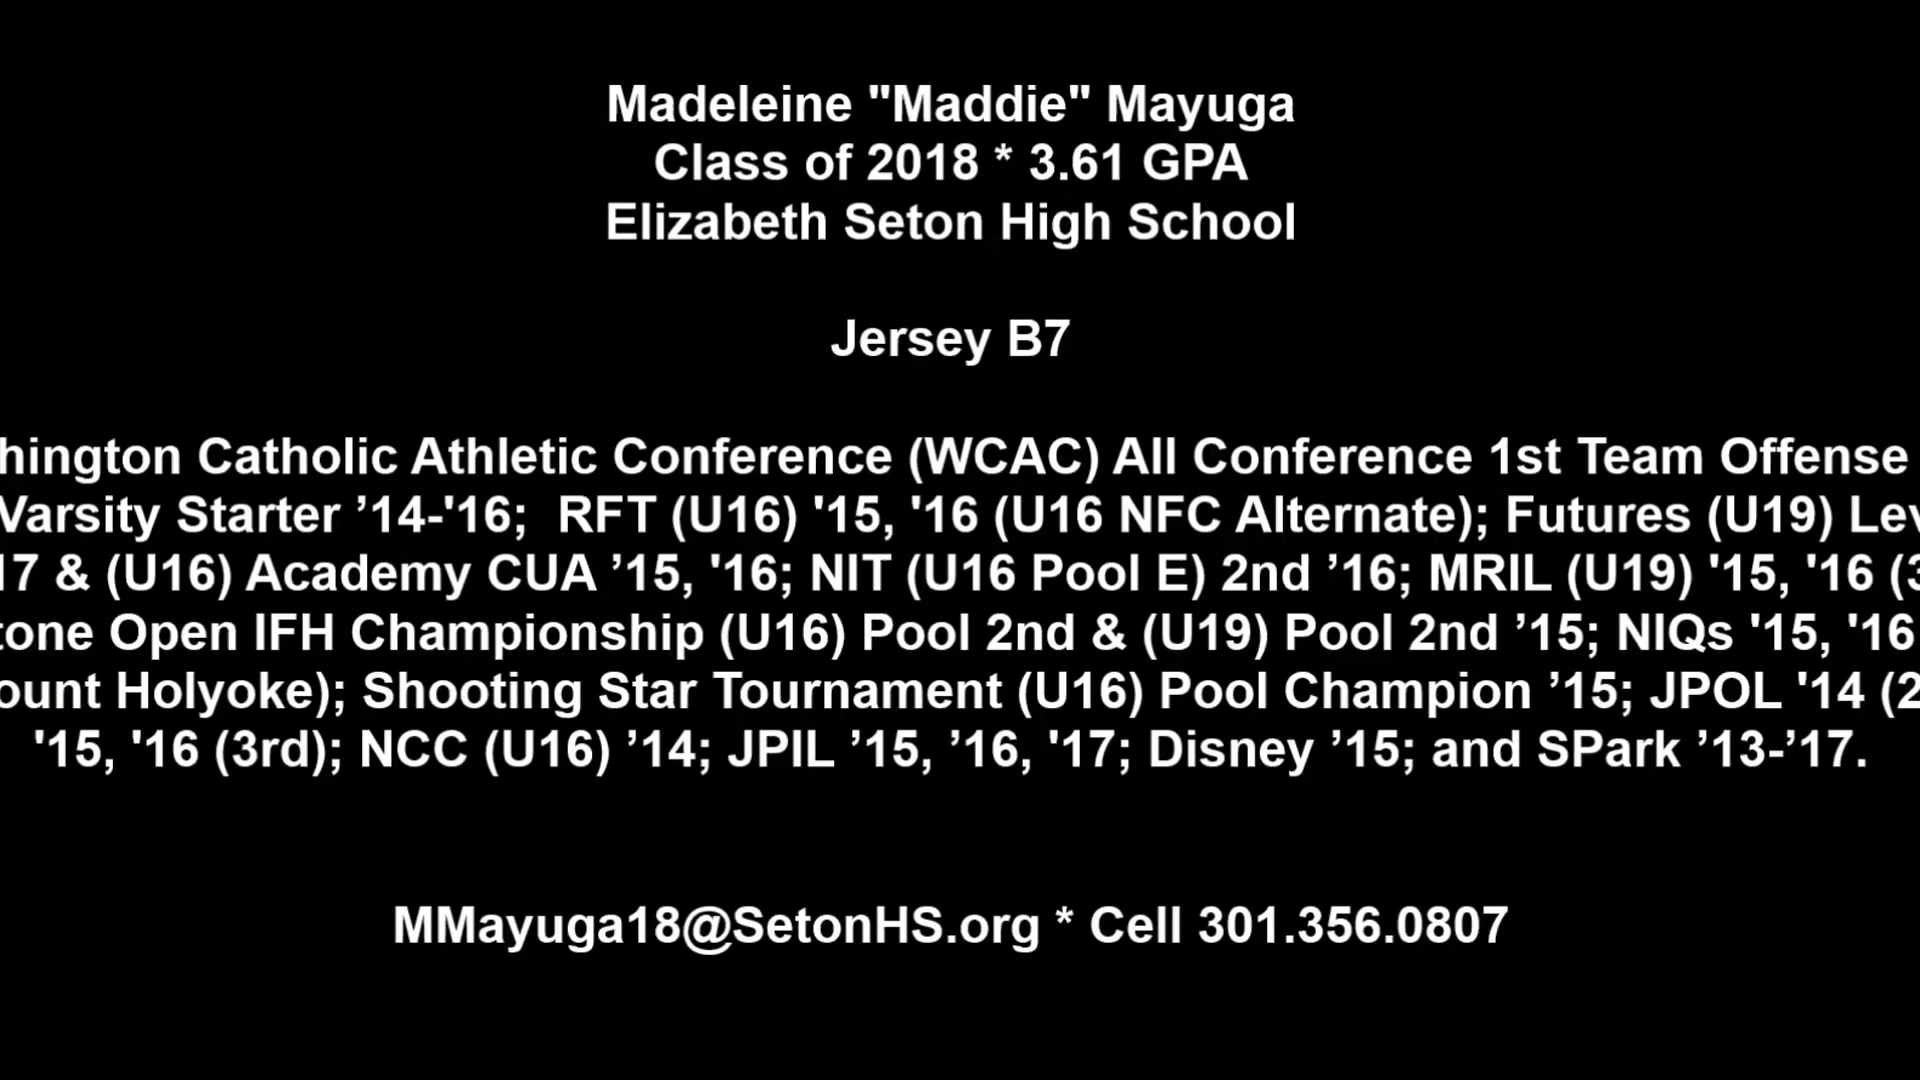 Madeleine "Maddie" Mayuga
Class of 2018 * 3.61 GPA
Elizabeth Seton High School
Jersey B7
hington Catholic Athletic Conference (WCAC) All Conference 1st Team Offense
Varsity Starter ’14-'16;  RFT (U16) '15, '16 (U16 NFC Alternate); Futures (U19) Lev
17 & (U16) Academy CUA ’15, '16; NIT (U16 Pool E) 2nd ’16; MRIL (U19) '15, '16 (3
tone Open IFH Championship (U16) Pool 2nd & (U19) Pool 2nd ’15; NIQs '15, '16
ount Holyoke); Shooting Star Tournament (U16) Pool Champion ’15; JPOL '14 (2
'15, '16 (3rd); NCC (U16) ’14; JPIL ’15, ’16, '17; Disney ’15; and SPark ’13-’17.
MMayuga18@SetonHS.org * Cell 301.356.0807